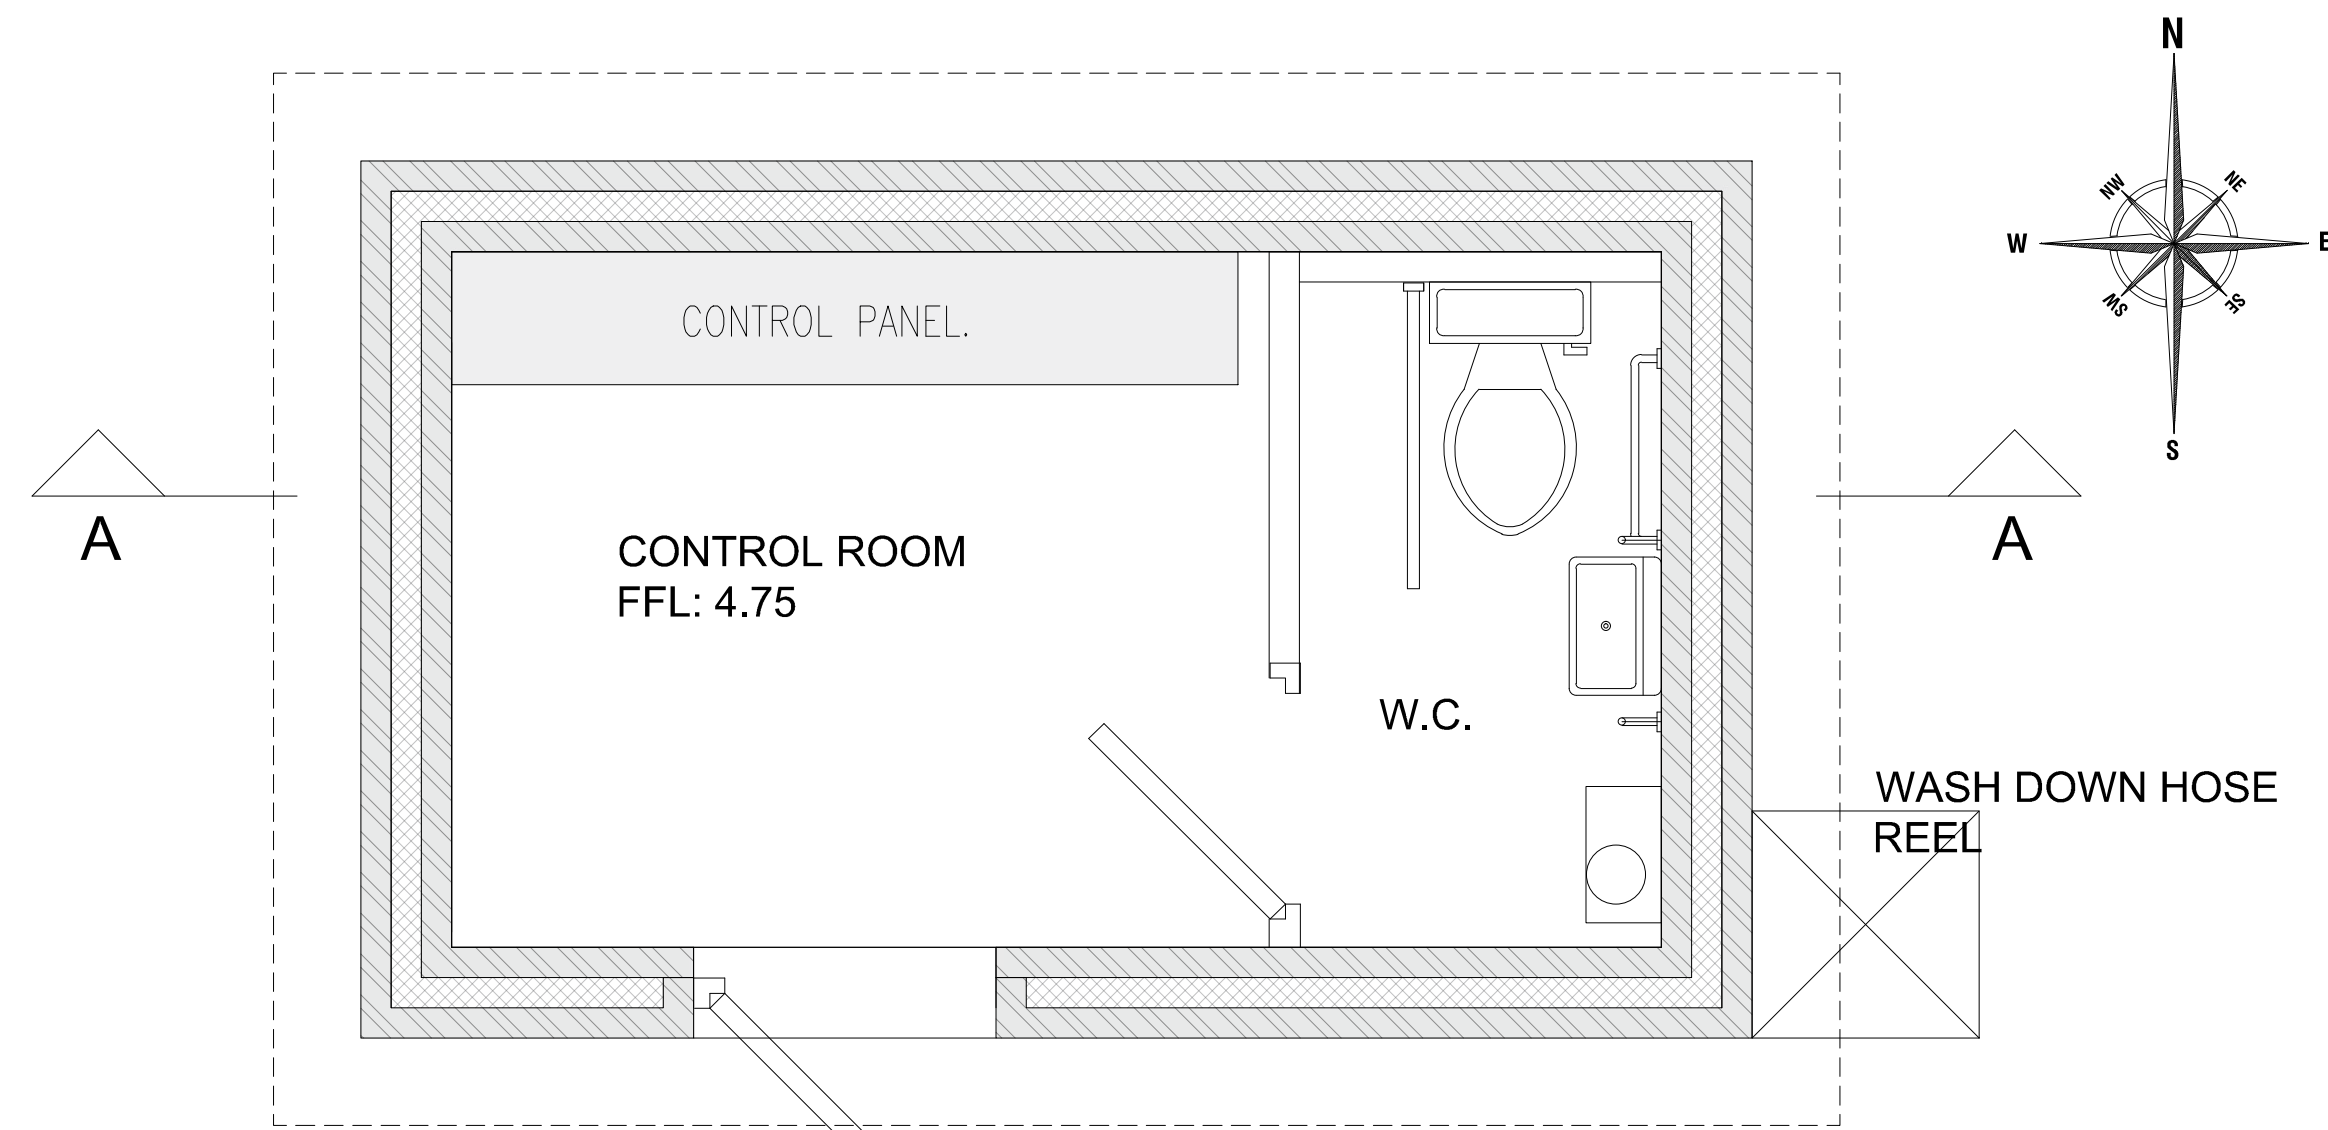 N
NW
NE
W
E
SW
SE
S
CONTROL PANEL.
A
A
CONTROL ROOM
FFL: 4.75
W.C.
WASH DOWN HOSE
REEL